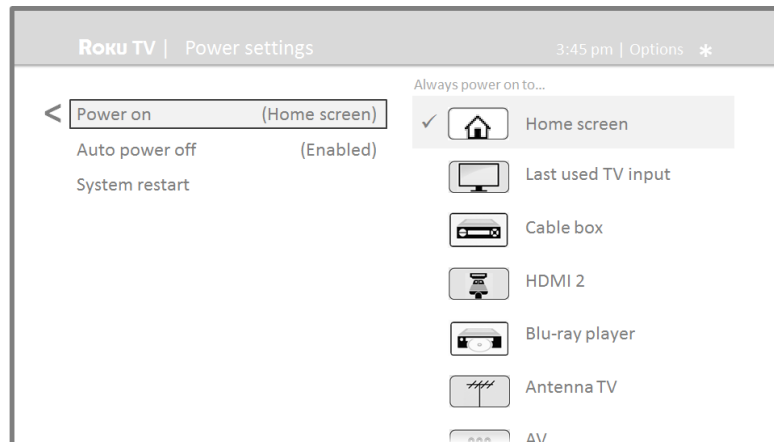 ROKU TV | Power settings
3:45 pm | Options *
Always power on to...
< Power on (Home screen)
Auto power off (Enabled)
System restart
✓ Home screen
Last used TV input
Cable box
HDMI 2
Blu-ray player
Antenna TV
AV